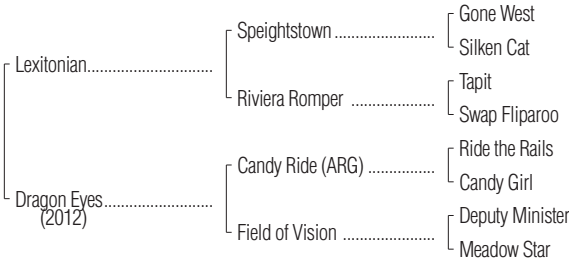 Gone West
Speightstown ........................
Silken Cat
Lexitonian..............................
Tapit
Riviera Romper ....................
Swap Fliparoo
Ride the Rails
Candy Ride (ARG) ................
Candy Girl
Dragon Eyes..........................
(2012)
Deputy Minister
Field of Vision ......................
Meadow Star